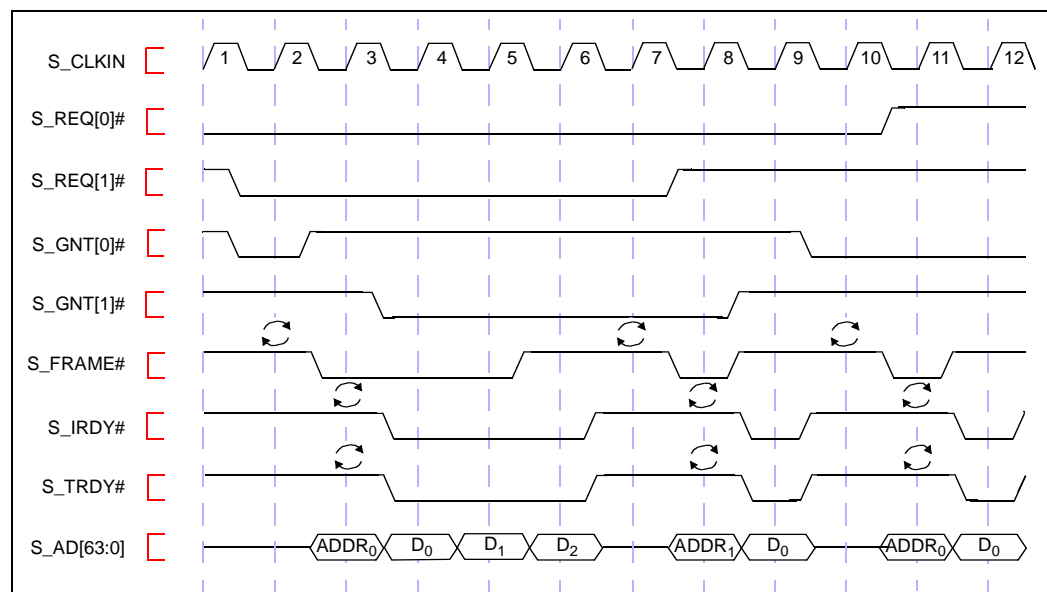 S_CLKIN 1 2 3 4 5 6 7 8 9 10 11 12
S_REQ[0]#
S_REQ[1]#
S_GNT[0]#
S_GNT[1]#
S_FRAME#
S_IRDY#
S_TRDY#
S_AD[63:0] ADDR₀ D₀ D₁ D₂ ADDR₁ D₀ ADDR₀ D₀